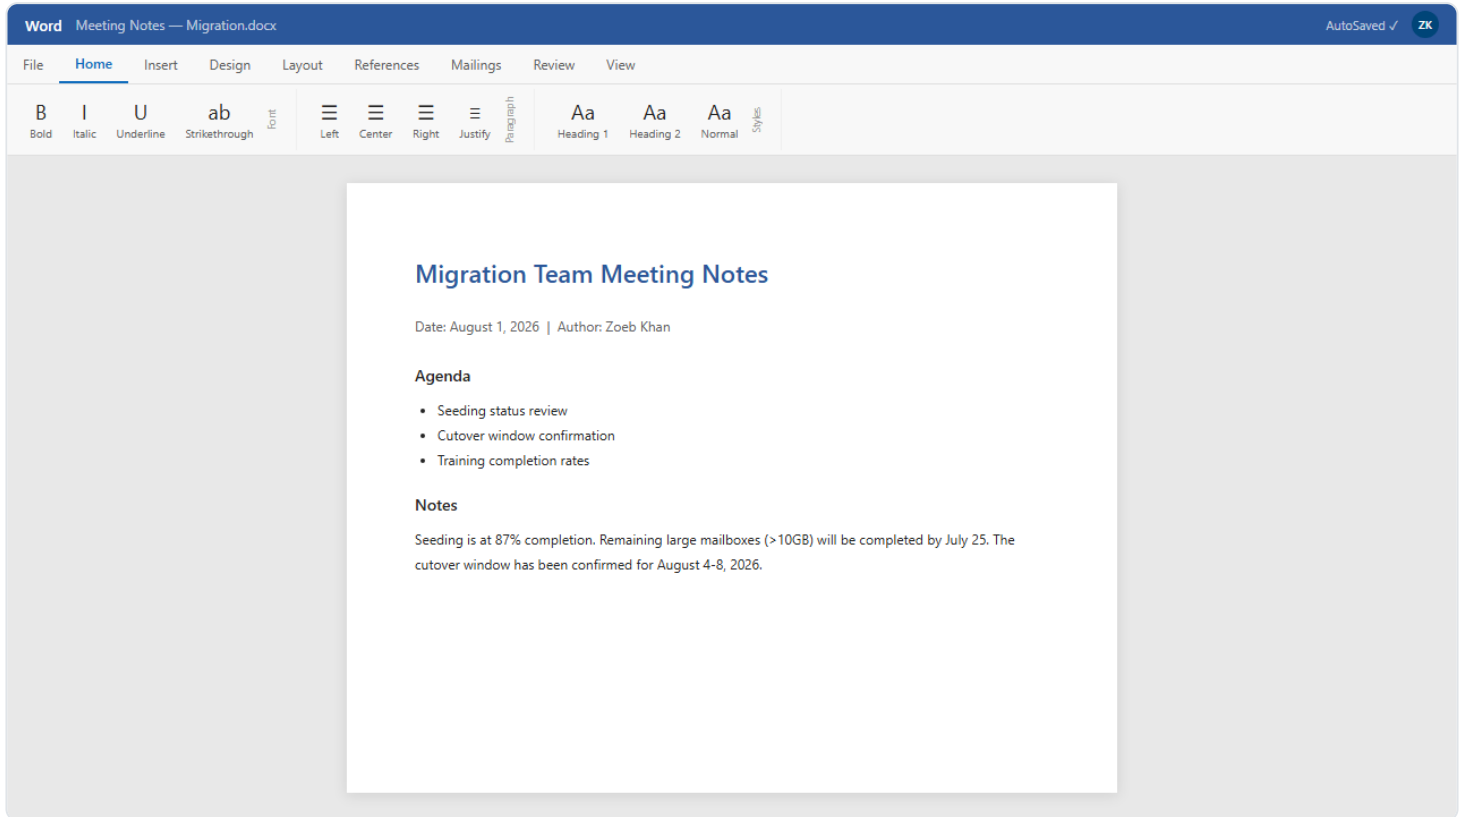 Word Meeting Notes — Migration.docx AutoSaved ✓ ZK
File Home Insert Design Layout References Mailings Review View
B I U ab Aa Aa Aa
Bold Italic Underline Strikethrough Font Left Center Right Justify Paragraph Heading 1 Heading 2 Normal Styles
Migration Team Meeting Notes
Date: August 1, 2026 | Author: Zoeb Khan
Agenda
• Seeding status review
• Cutover window confirmation
• Training completion rates
Notes
Seeding is at 87% completion. Remaining large mailboxes (>10GB) will be completed by July 25. The
cutover window has been confirmed for August 4-8, 2026.